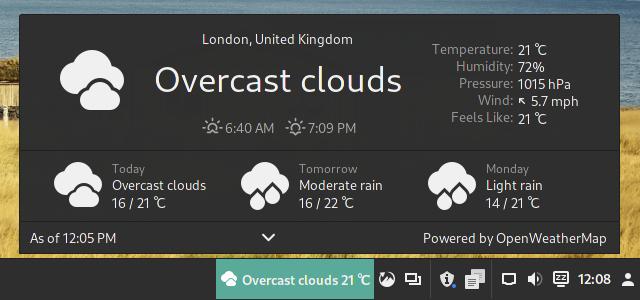 London, United Kingdom
Overcast clouds
6:40 AM 7:09 PM
Temperature: 21 °C
Humidity: 72%
Pressure: 1015 hPa
Wind: 5.7 mph
Feels Like: 21 °C
Today
Overcast clouds
16 / 21 °C
Tomorrow
Moderate rain
16 / 22 °C
Monday
Light rain
14 / 21 °C
As of 12:05 PM
Powered by OpenWeatherMap
Overcast clouds 21 °C
zz
12:08